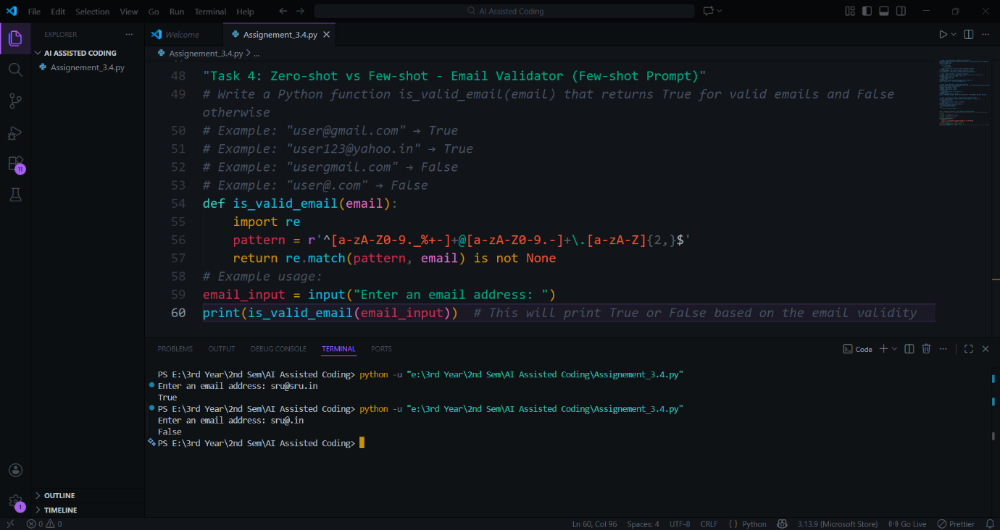 File Edit Selection View Go Run Terminal Help
AI Assisted Coding
EXPLORER
Welcome
Assignement_3.4.py
AI ASSISTED CODING
Assignement_3.4.py
Assignement_3.4.py > ...
48 "Task 4: Zero-shot vs Few-shot - Email Validator (Few-shot Prompt)"
49 # Write a Python function is_valid_email(email) that returns True for valid emails and False
otherwise
50 # Example: "user@gmail.com" → True
51 # Example: "user123@yahoo.in" → True
52 # Example: "usergmail.com" → False
53 # Example: "user@.com" → False
54 def is_valid_email(email):
55 import re
56 pattern = r'^[a-zA-Z0-9._%+-]+@[a-zA-Z0-9.-]+\.[a-zA-Z]{2,}$'
57 return re.match(pattern, email) is not None
58 # Example usage:
59 email_input = input("Enter an email address: ")
60 print(is_valid_email(email_input)) # This will print True or False based on the email validity
PROBLEMS OUTPUT DEBUG CONSOLE TERMINAL PORTS
Code
PS E:\3rd Year\2nd Sem\AI Assisted Coding> python -u "e:\3rd Year\2nd Sem\AI Assisted Coding\Assignement_3.4.py"
Enter an email address: sru@sru.in
True
PS E:\3rd Year\2nd Sem\AI Assisted Coding> python -u "e:\3rd Year\2nd Sem\AI Assisted Coding\Assignement_3.4.py"
Enter an email address: sru@.in
False
PS E:\3rd Year\2nd Sem\AI Assisted Coding>
11
1
OUTLINE
TIMELINE
0 0
Ln 60, Col 96 Spaces: 4 UTF-8 CRLF { } Python 3.13.9 (Microsoft Store) Go Live Prettier